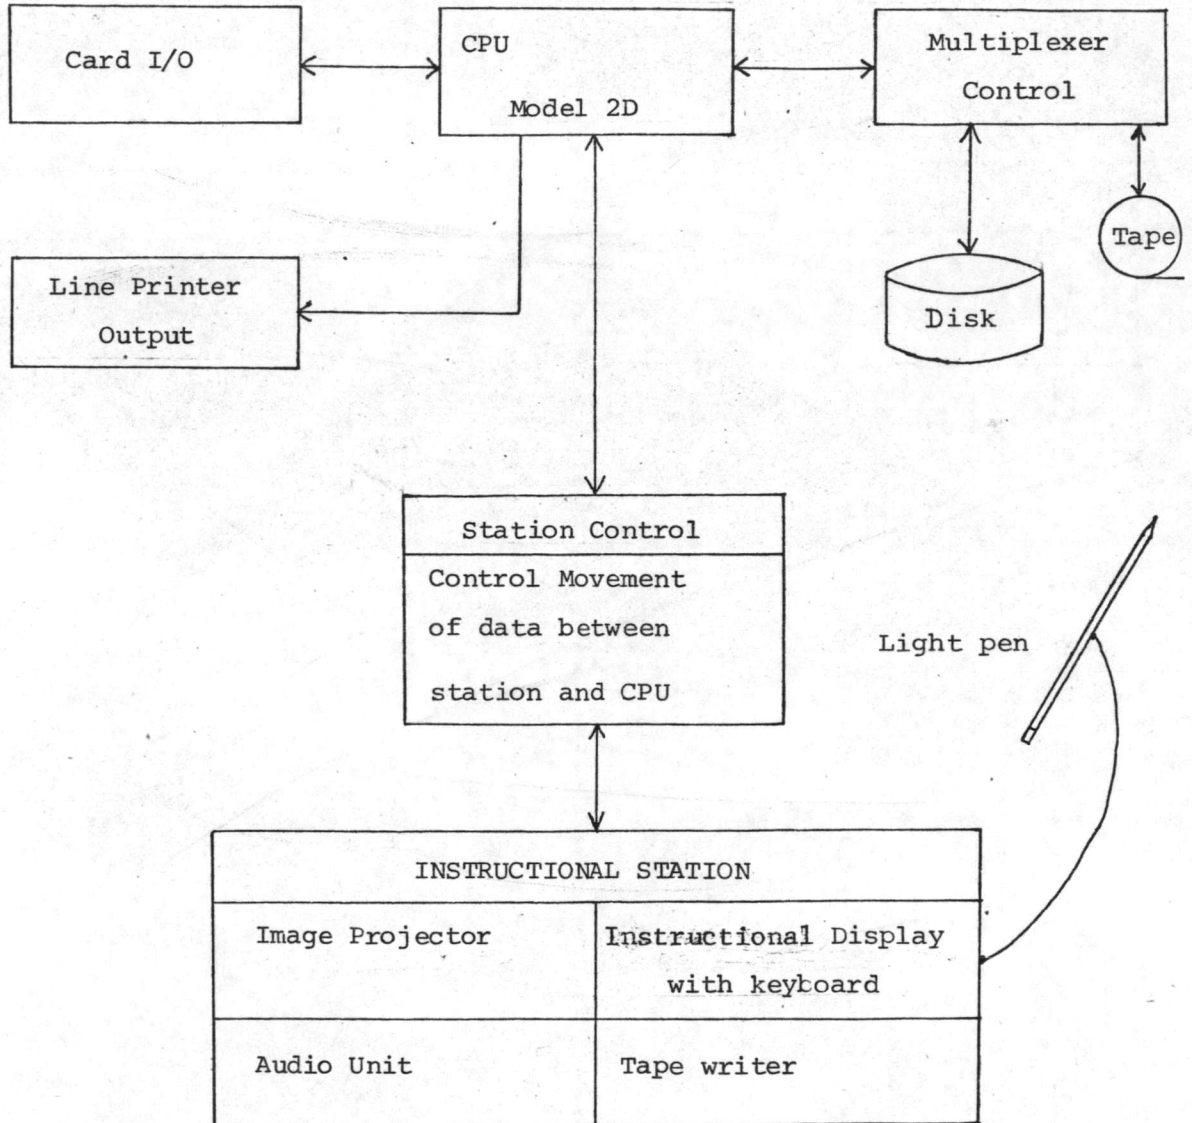 Card I/O
CPU
Model 2D
Multiplexer
Control
Tape
Line Printer
Output
Disk
Station Control
Control Movement
of data between
station and CPU
Light pen
INSTRUCTIONAL STATION
Image Projector
Instructional Display
with keyboard
Audio Unit
Tape writer